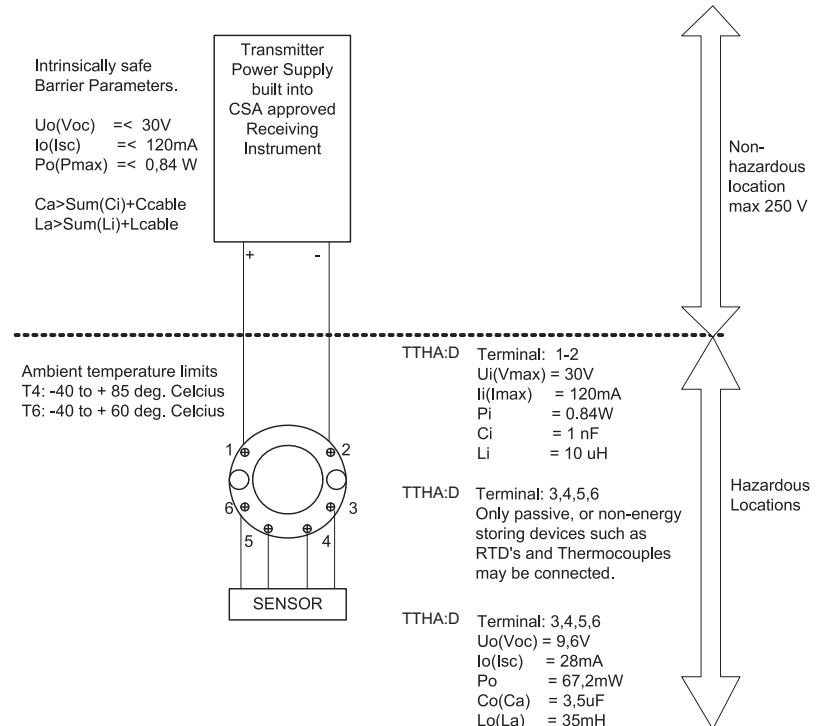 Intrinsically safe
Barrier Parameters.
Uo(Voc) =< 30V
Io(Isc) =< 120mA
Po(Pmax) =< 0,84 W
Ca>Sum(Ci)+Ccable
La>Sum(Li)+Lcable
Transmitter
Power Supply
built into
CSA approved
Receiving
Instrument
+ -
Non-
hazardous
location
max 250 V
Ambient temperature limits
T4: -40 to + 85 deg. Celcius
T6: -40 to + 60 deg. Celcius
1 2
6 3
5 4
SENSOR
TTHA:D Terminal: 1-2
Ui(Vmax) = 30V
Ii(Imax) = 120mA
Pi = 0.84W
Ci = 1 nF
Li = 10 uH
TTHA:D Terminal: 3,4,5,6
Only passive, or non-energy
storing devices such as
RTD's and Thermocouples
may be connected.
TTHA:D Terminal: 3,4,5,6
Uo(Voc) = 9,6V
Io(Isc) = 28mA
Po = 67,2mW
Co(Ca) = 3,5uF
Lo(La) = 35mH
Hazardous
Locations